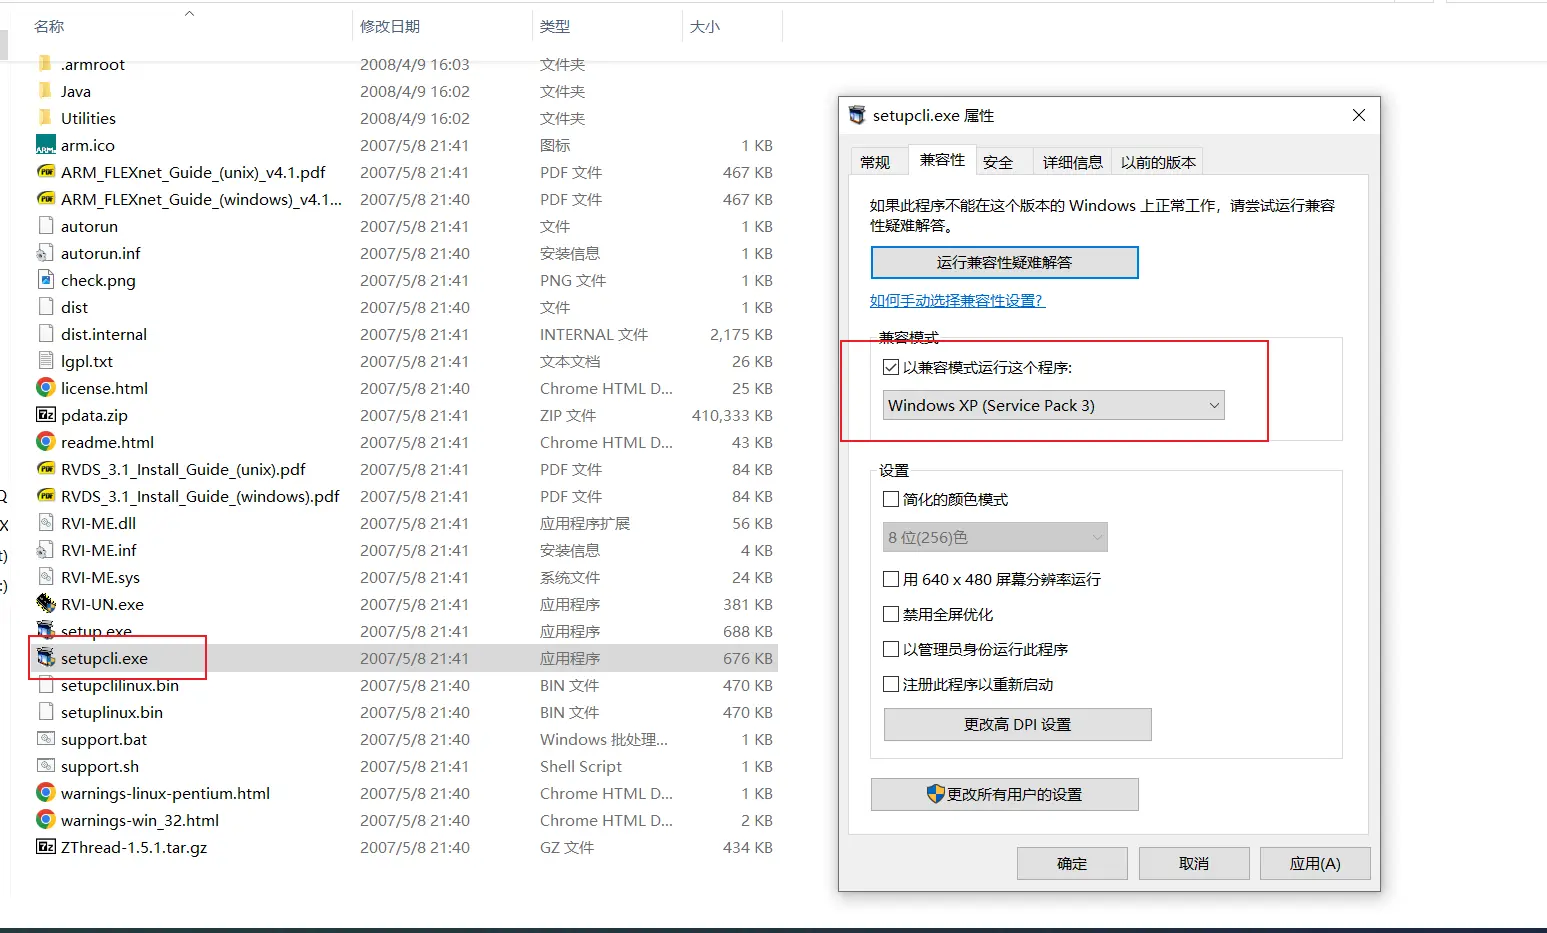 名称 修改日期 类型 大小
.armroot 2008/4/9 16:03 文件夹
Java 2008/4/9 16:02 文件夹
Utilities 2008/4/9 16:02 文件夹
arm.ico 2007/5/8 21:41 图标 1 KB
ARM_FLEXnet_Guide_(unix)_v4.1.pdf 2007/5/8 21:41 PDF 文件 467 KB
ARM_FLEXnet_Guide_(windows)_v4.1... 2007/5/8 21:40 PDF 文件 467 KB
autorun 2007/5/8 21:41 文件 1 KB
autorun.inf 2007/5/8 21:40 安装信息 1 KB
check.png 2007/5/8 21:41 PNG 文件 1 KB
dist 2007/5/8 21:40 文件 1 KB
dist.internal 2007/5/8 21:41 INTERNAL 文件 2,175 KB
lgpl.txt 2007/5/8 21:41 文本文档 26 KB
license.html 2007/5/8 21:40 Chrome HTML D... 25 KB
pdata.zip 2007/5/8 21:41 ZIP 文件 410,333 KB
readme.html 2007/5/8 21:41 Chrome HTML D... 43 KB
RVDS_3.1_Install_Guide_(unix).pdf 2007/5/8 21:41 PDF 文件 84 KB
RVDS_3.1_Install_Guide_(windows).pdf 2007/5/8 21:41 PDF 文件 84 KB
RVI-ME.dll 2007/5/8 21:41 应用程序扩展 56 KB
RVI-ME.inf 2007/5/8 21:41 安装信息 4 KB
RVI-ME.sys 2007/5/8 21:41 系统文件 24 KB
RVI-UN.exe 2007/5/8 21:41 应用程序 381 KB
setup.exe 2007/5/8 21:41 应用程序 688 KB
setupcli.exe 2007/5/8 21:41 应用程序 676 KB
setupclilinux.bin 2007/5/8 21:40 BIN 文件 470 KB
setuplinux.bin 2007/5/8 21:40 BIN 文件 470 KB
support.bat 2007/5/8 21:40 Windows 批处理... 1 KB
support.sh 2007/5/8 21:41 Shell Script 1 KB
warnings-linux-pentium.html 2007/5/8 21:40 Chrome HTML D... 1 KB
warnings-win_32.html 2007/5/8 21:40 Chrome HTML D... 2 KB
ZThread-1.5.1.tar.gz 2007/5/8 21:40 GZ 文件 434 KB
setupcli.exe 属性
常规 兼容性 安全 详细信息 以前的版本
如果此程序不能在这个版本的 Windows 上正常工作，请尝试运行兼容
性疑难解答。
运行兼容性疑难解答
如何手动选择兼容性设置?
兼容模式
以兼容模式运行这个程序:
Windows XP (Service Pack 3)
设置
简化的颜色模式
8 位(256)色
用 640 x 480 屏幕分辨率运行
禁用全屏优化
以管理员身份运行此程序
注册此程序以重新启动
更改高 DPI 设置
更改所有用户的设置
确定 取消 应用(A)